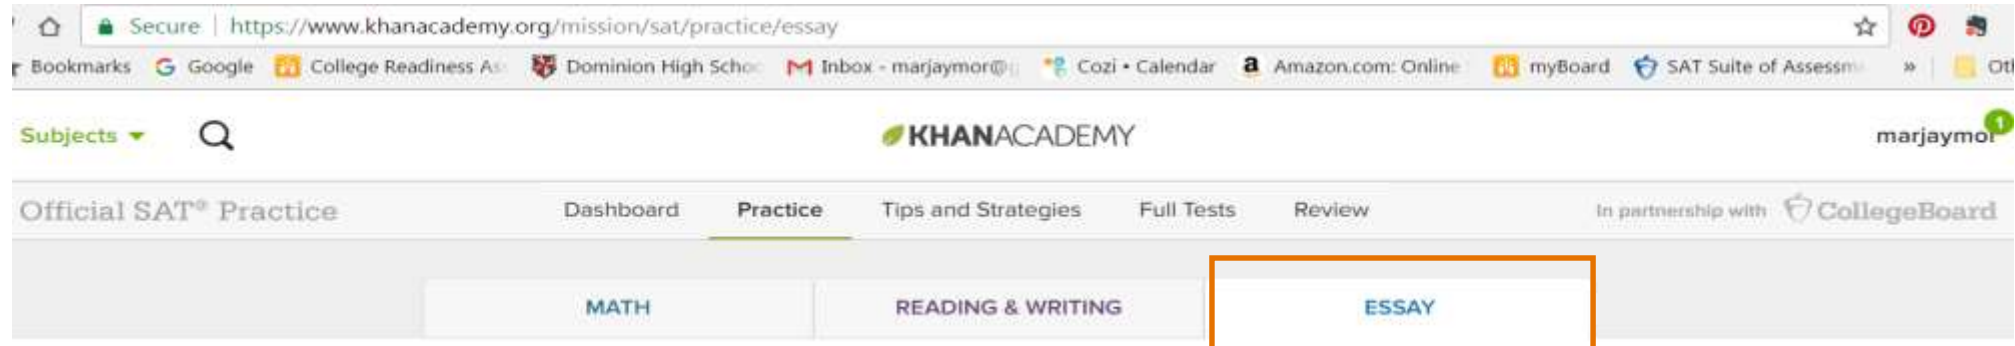 Secure | https://www.khanacademy.org/mission/sat/practice/essay
Bookmarks Google College Readiness As Dominion High Schoo Inbox - marjaymor@ Cozi • Calendar Amazon.com: Online myBoard SAT Suite of Assessm » Ot
Subjects KHANACADEMY marjaymor 1
Official SAT® Practice Dashboard Practice Tips and Strategies Full Tests Review In partnership with CollegeBoard
MATH READING & WRITING ESSAY